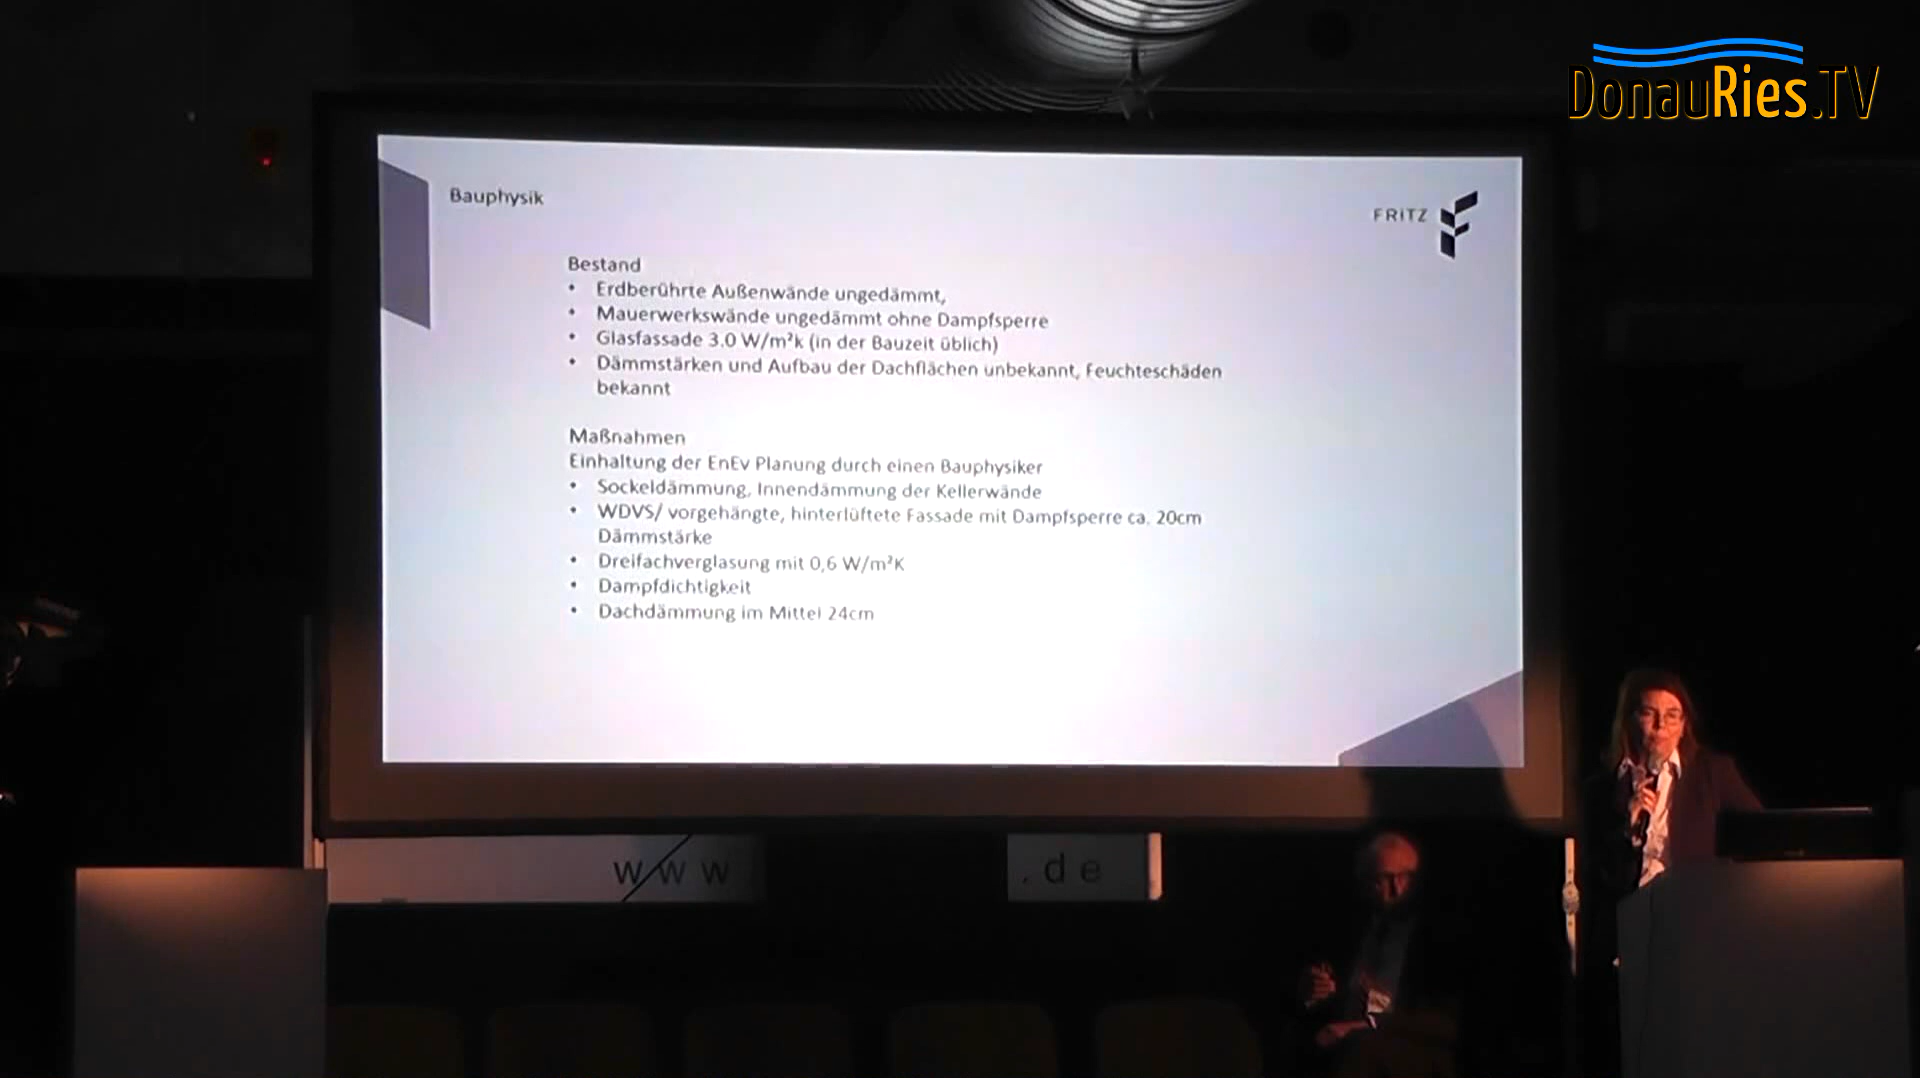 DonauRies.TV
Bauphysik
FRITZ
Bestand
• Erdberührte Außenwände ungedämmt,
• Mauerwerkswände ungedämmt ohne Dampfsperre
• Glasfassade 3.0 W/m²k (in der Bauzeit üblich)
• Dämmstärken und Aufbau der Dachflächen unbekannt, Feuchteschäden
bekannt
Maßnahmen
Einhaltung der EnEv Planung durch einen Bauphysiker
• Sockeldämmung, Innendämmung der Kellerwände
• WDVS/ vorgehängte, hinterlüftete Fassade mit Dampfsperre ca. 20cm
Dämmstärke
• Dreifachverglasung mit 0,6 W/m²K
• Dampfdichtigkeit
• Dachdämmung im Mittel 24cm
www .de